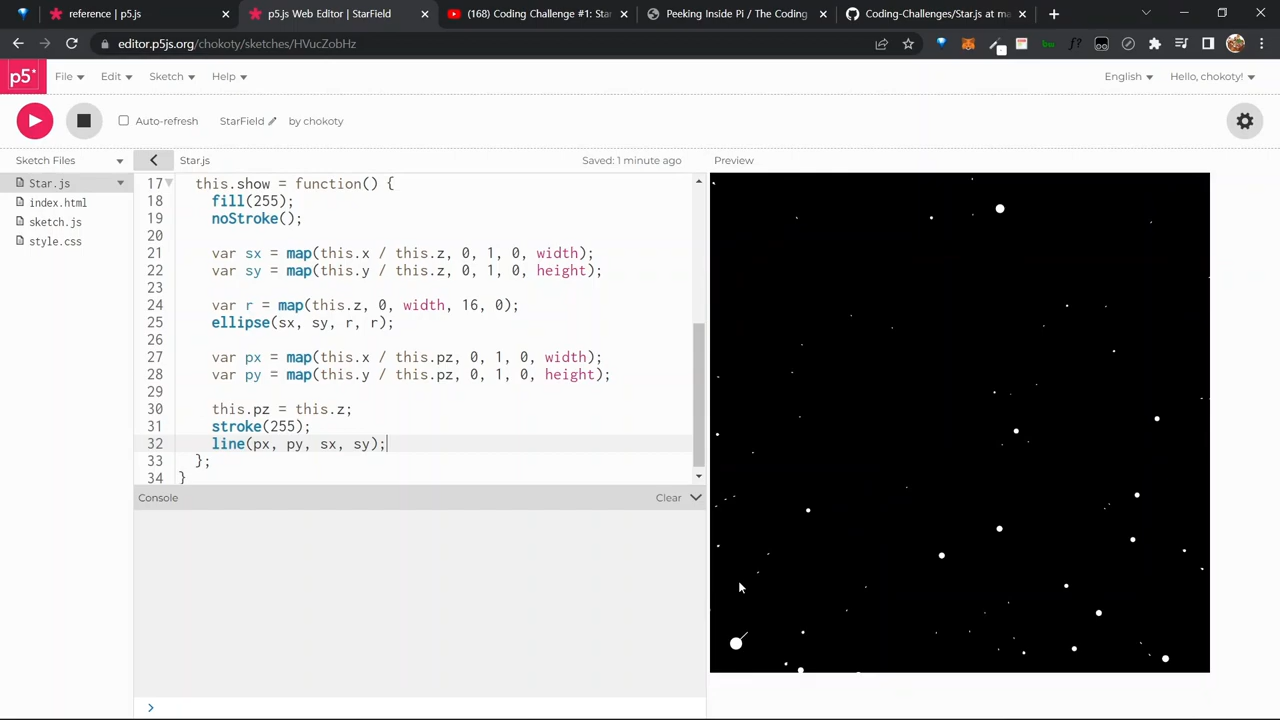 reference | p5.js
p5.js Web Editor | StarField
(168) Coding Challenge #1: Star
Peeking Inside Pi / The Coding
Coding-Challenges/Star.js at ma
editor.p5js.org/chokoty/sketches/HVucZobHz
p5*
File
Edit
Sketch
Help
English
Hello, chokoty!
Auto-refresh
StarField
by chokoty
Sketch Files
Star.js
Saved: 1 minute ago
Preview
Star.js
index.html
sketch.js
style.css
17 this.show = function() {
18 fill(255);
19 noStroke();
20
21 var sx = map(this.x / this.z, 0, 1, 0, width);
22 var sy = map(this.y / this.z, 0, 1, 0, height);
23
24 var r = map(this.z, 0, width, 16, 0);
25 ellipse(sx, sy, r, r);
26
27 var px = map(this.x / this.pz, 0, 1, 0, width);
28 var py = map(this.y / this.pz, 0, 1, 0, height);
29
30 this.pz = this.z;
31 stroke(255);
32 line(px, py, sx, sy);
33 };
34 }
Console
Clear
>